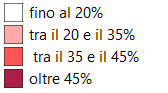 fino al 20%
tra il 20 e il 35%
tra il 35 e il 45%
oltre 45%